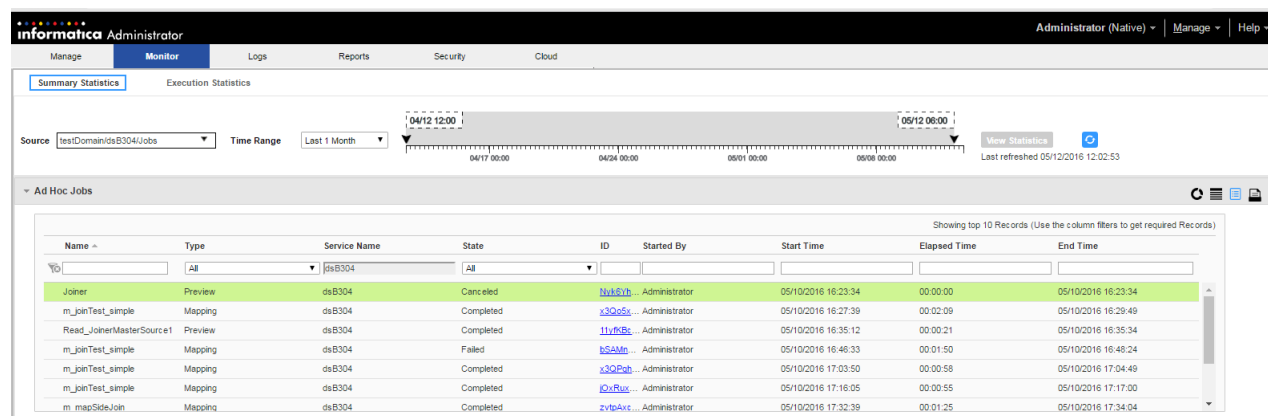 informatica Administrator
Administrator (Native) Manage Help
Manage Monitor Logs Reports Security Cloud
Summary Statistics Execution Statistics
04/12 12:00 05/12 06:00
Source testDomain/dsB304/Jobs Time Range Last 1 Month View Statistics
04/17 00:00 04/24 00:00 05/01 00:00 05/08 00:00 Last refreshed 05/12/2016 12:02:53
Ad Hoc Jobs
Showing top 10 Records (Use the column filters to get required Records)
Name Type Service Name State ID Started By Start Time Elapsed Time End Time
All dsB304 All
Joiner Preview dsB304 Canceled Nyk6Yh... Administrator 05/10/2016 16:23:34 00:00:00 05/10/2016 16:23:34
m_joinTest_simple Mapping dsB304 Completed x3Qo5x... Administrator 05/10/2016 16:27:39 00:02:09 05/10/2016 16:29:49
Read_JoinerMasterSource1 Preview dsB304 Completed 11yfKBc... Administrator 05/10/2016 16:35:12 00:00:21 05/10/2016 16:35:34
m_joinTest_simple Mapping dsB304 Failed bSAMn... Administrator 05/10/2016 16:46:33 00:01:50 05/10/2016 16:48:24
m_joinTest_simple Mapping dsB304 Completed x3QPqh... Administrator 05/10/2016 17:03:50 00:00:58 05/10/2016 17:04:49
m_joinTest_simple Mapping dsB304 Completed jOxRux... Administrator 05/10/2016 17:16:05 00:00:55 05/10/2016 17:17:00
m_mapSideJoin Mapping dsB304 Completed zvtpAxc... Administrator 05/10/2016 17:32:39 00:01:25 05/10/2016 17:34:04